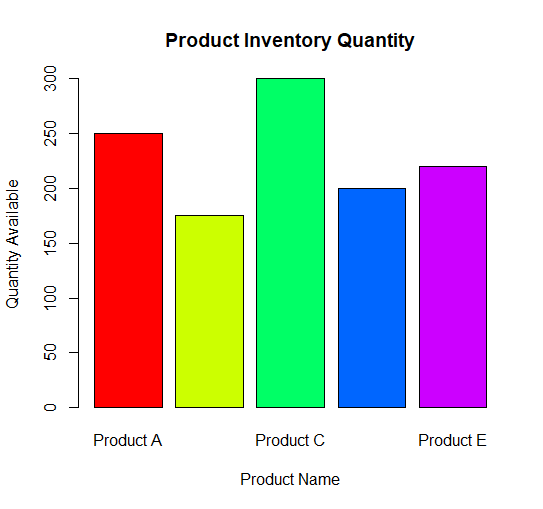 Product Inventory Quantity
300
250
200
150
100
50
0
Quantity Available
Product A
Product C
Product E
Product Name